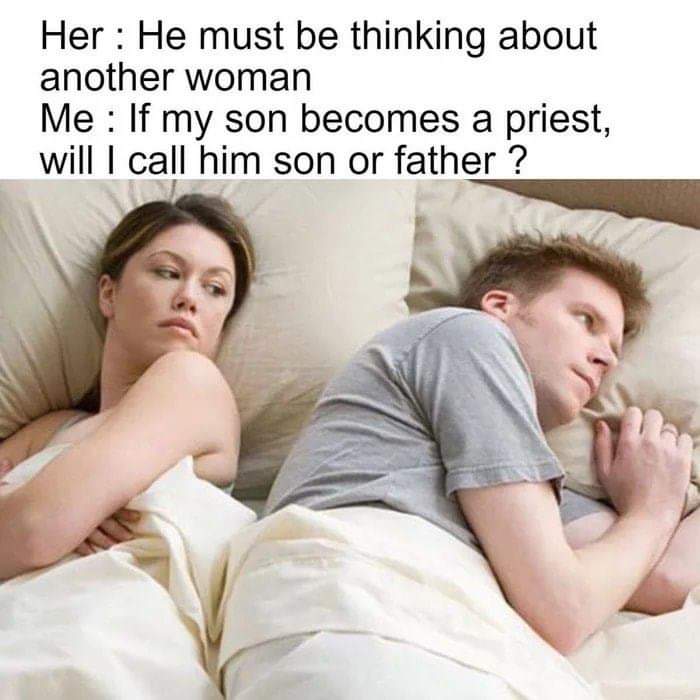 Her : He must be thinking about
another woman
Me : If my son becomes a priest,
will I call him son or father ?